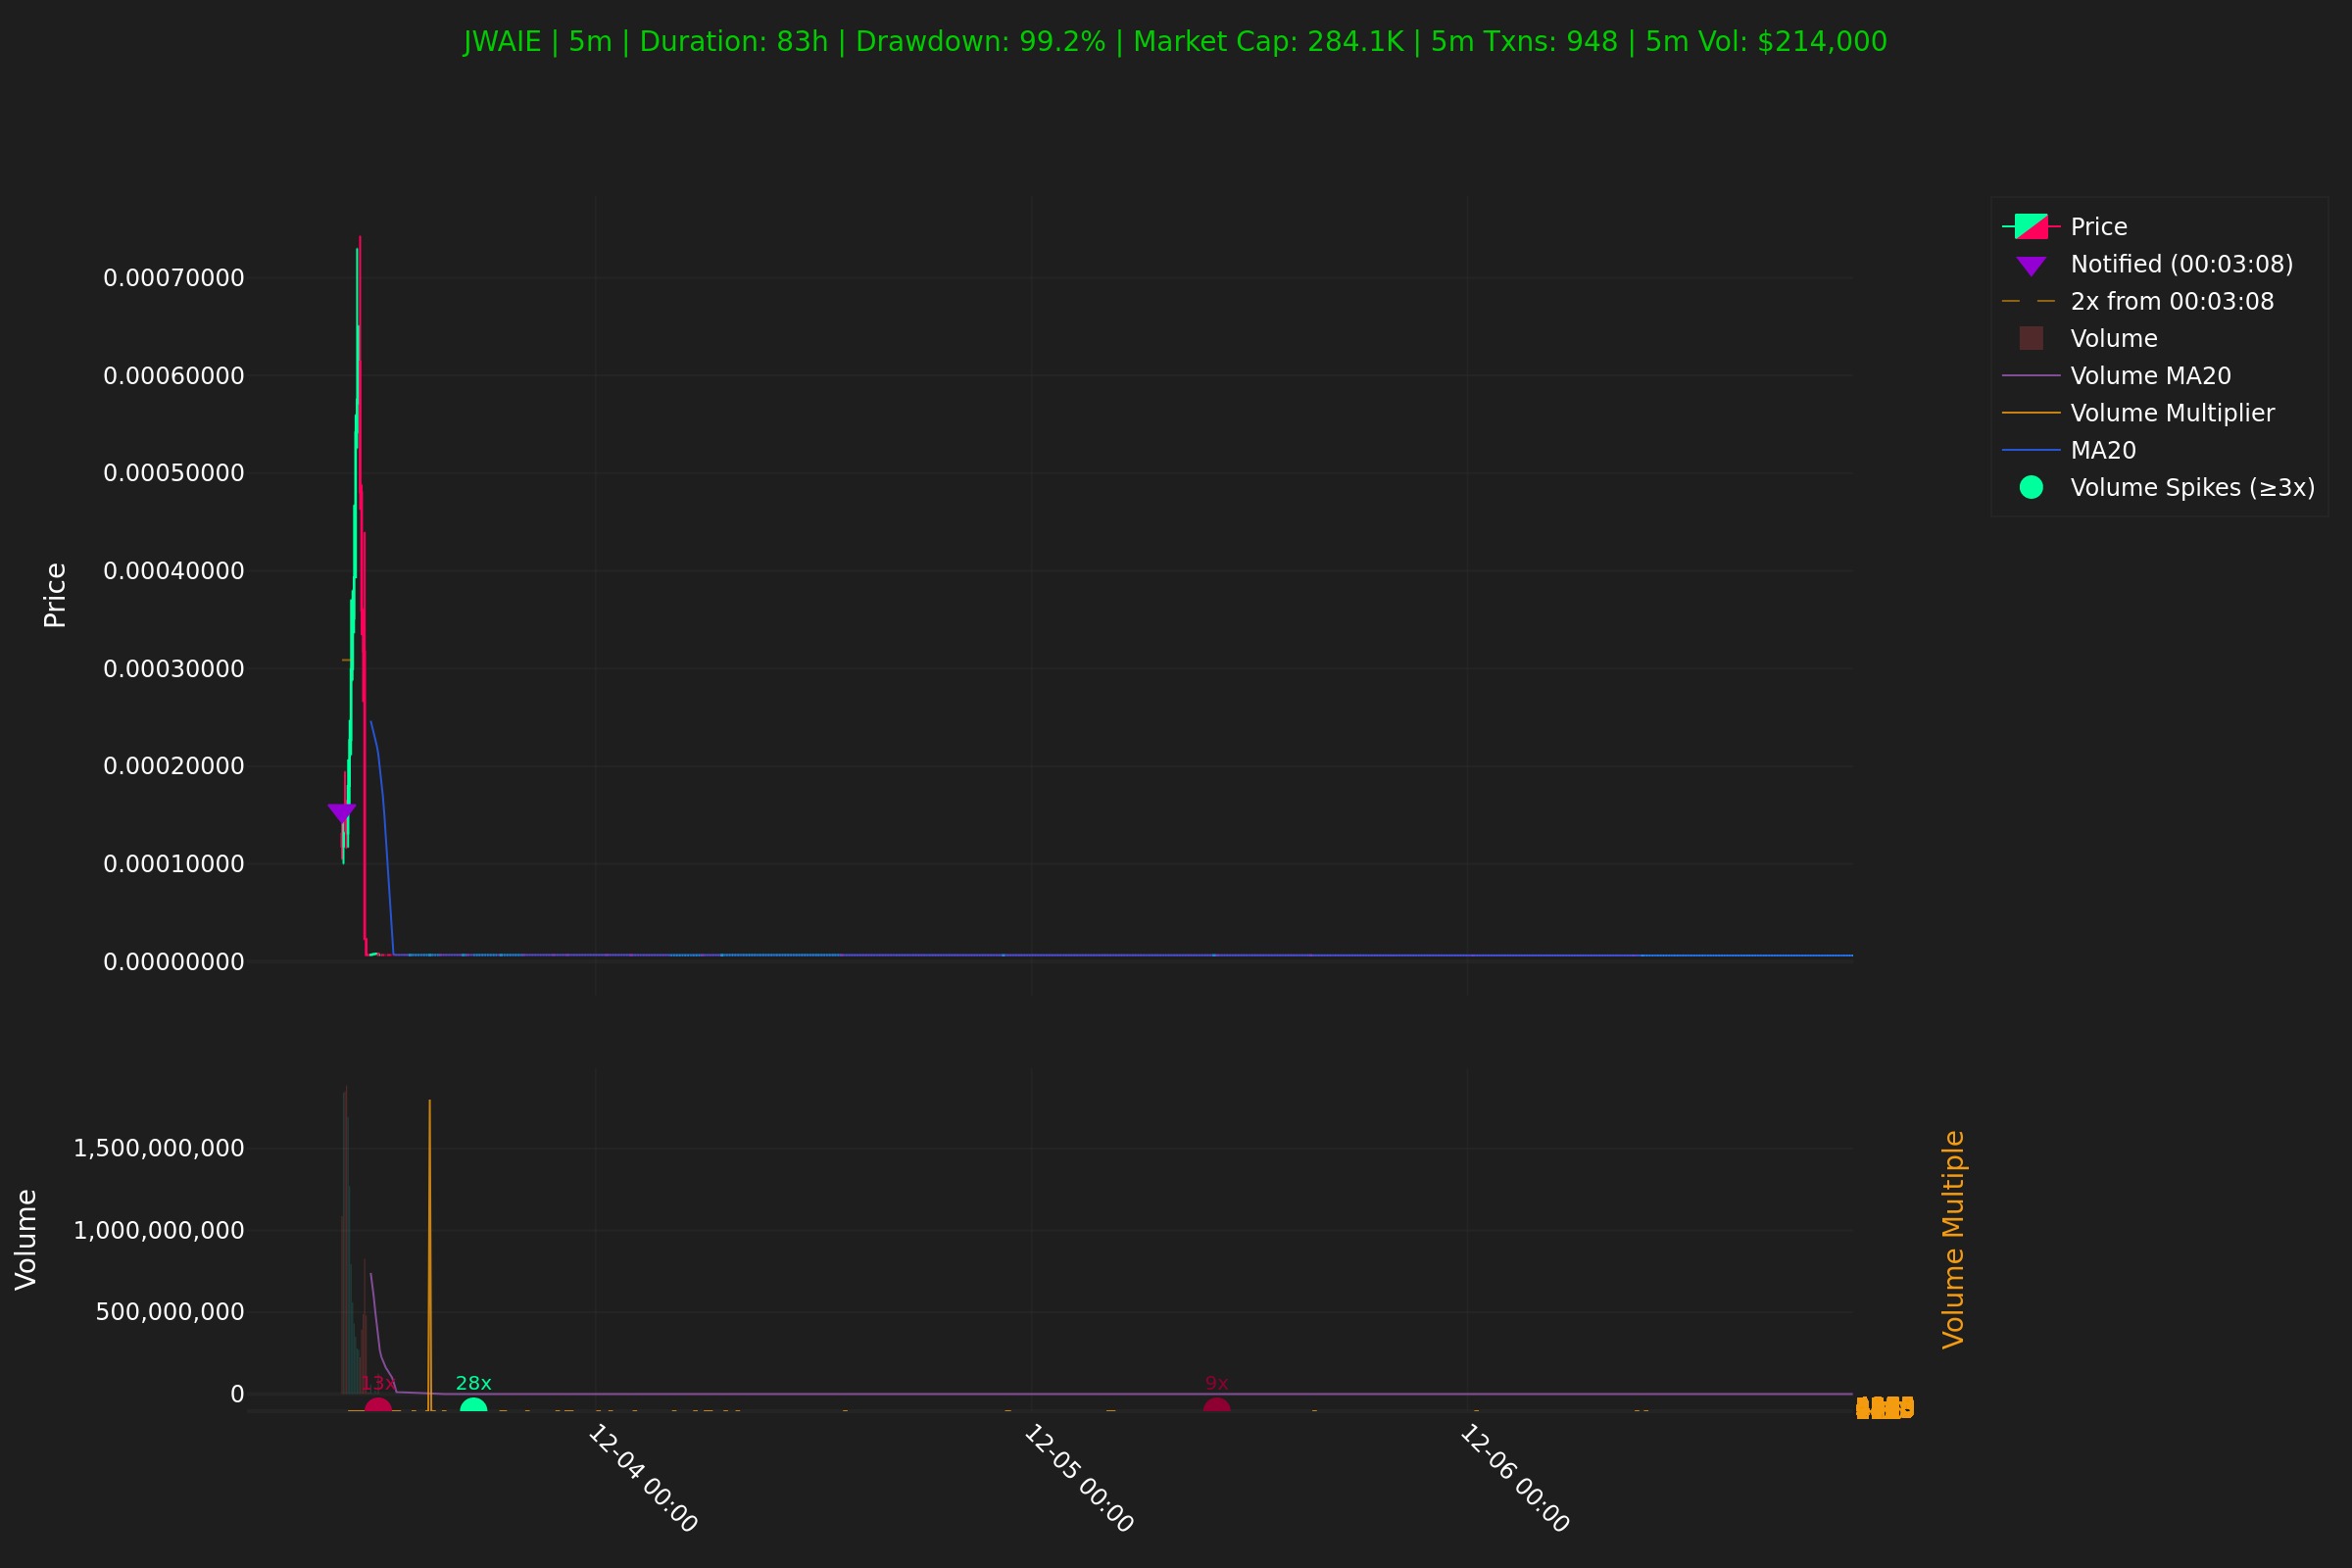 JWAIE | 5m | Duration: 83h | Drawdown: 99.2% | Market Cap: 284.1K | 5m Txns: 948 | 5m Vol: $214,000
Price
Notified (00:03:08)
2x from 00:03:08
Volume
Volume MA20
Volume Multiplier
MA20
Volume Spikes (≥3x)
Price
0.00070000
0.00060000
0.00050000
0.00040000
0.00030000
0.00020000
0.00010000
0.00000000
Volume
1,500,000,000
1,000,000,000
500,000,000
0
13x
28x
9x
Volume Multiple
12-04 00:00
12-05 00:00
12-06 00:00